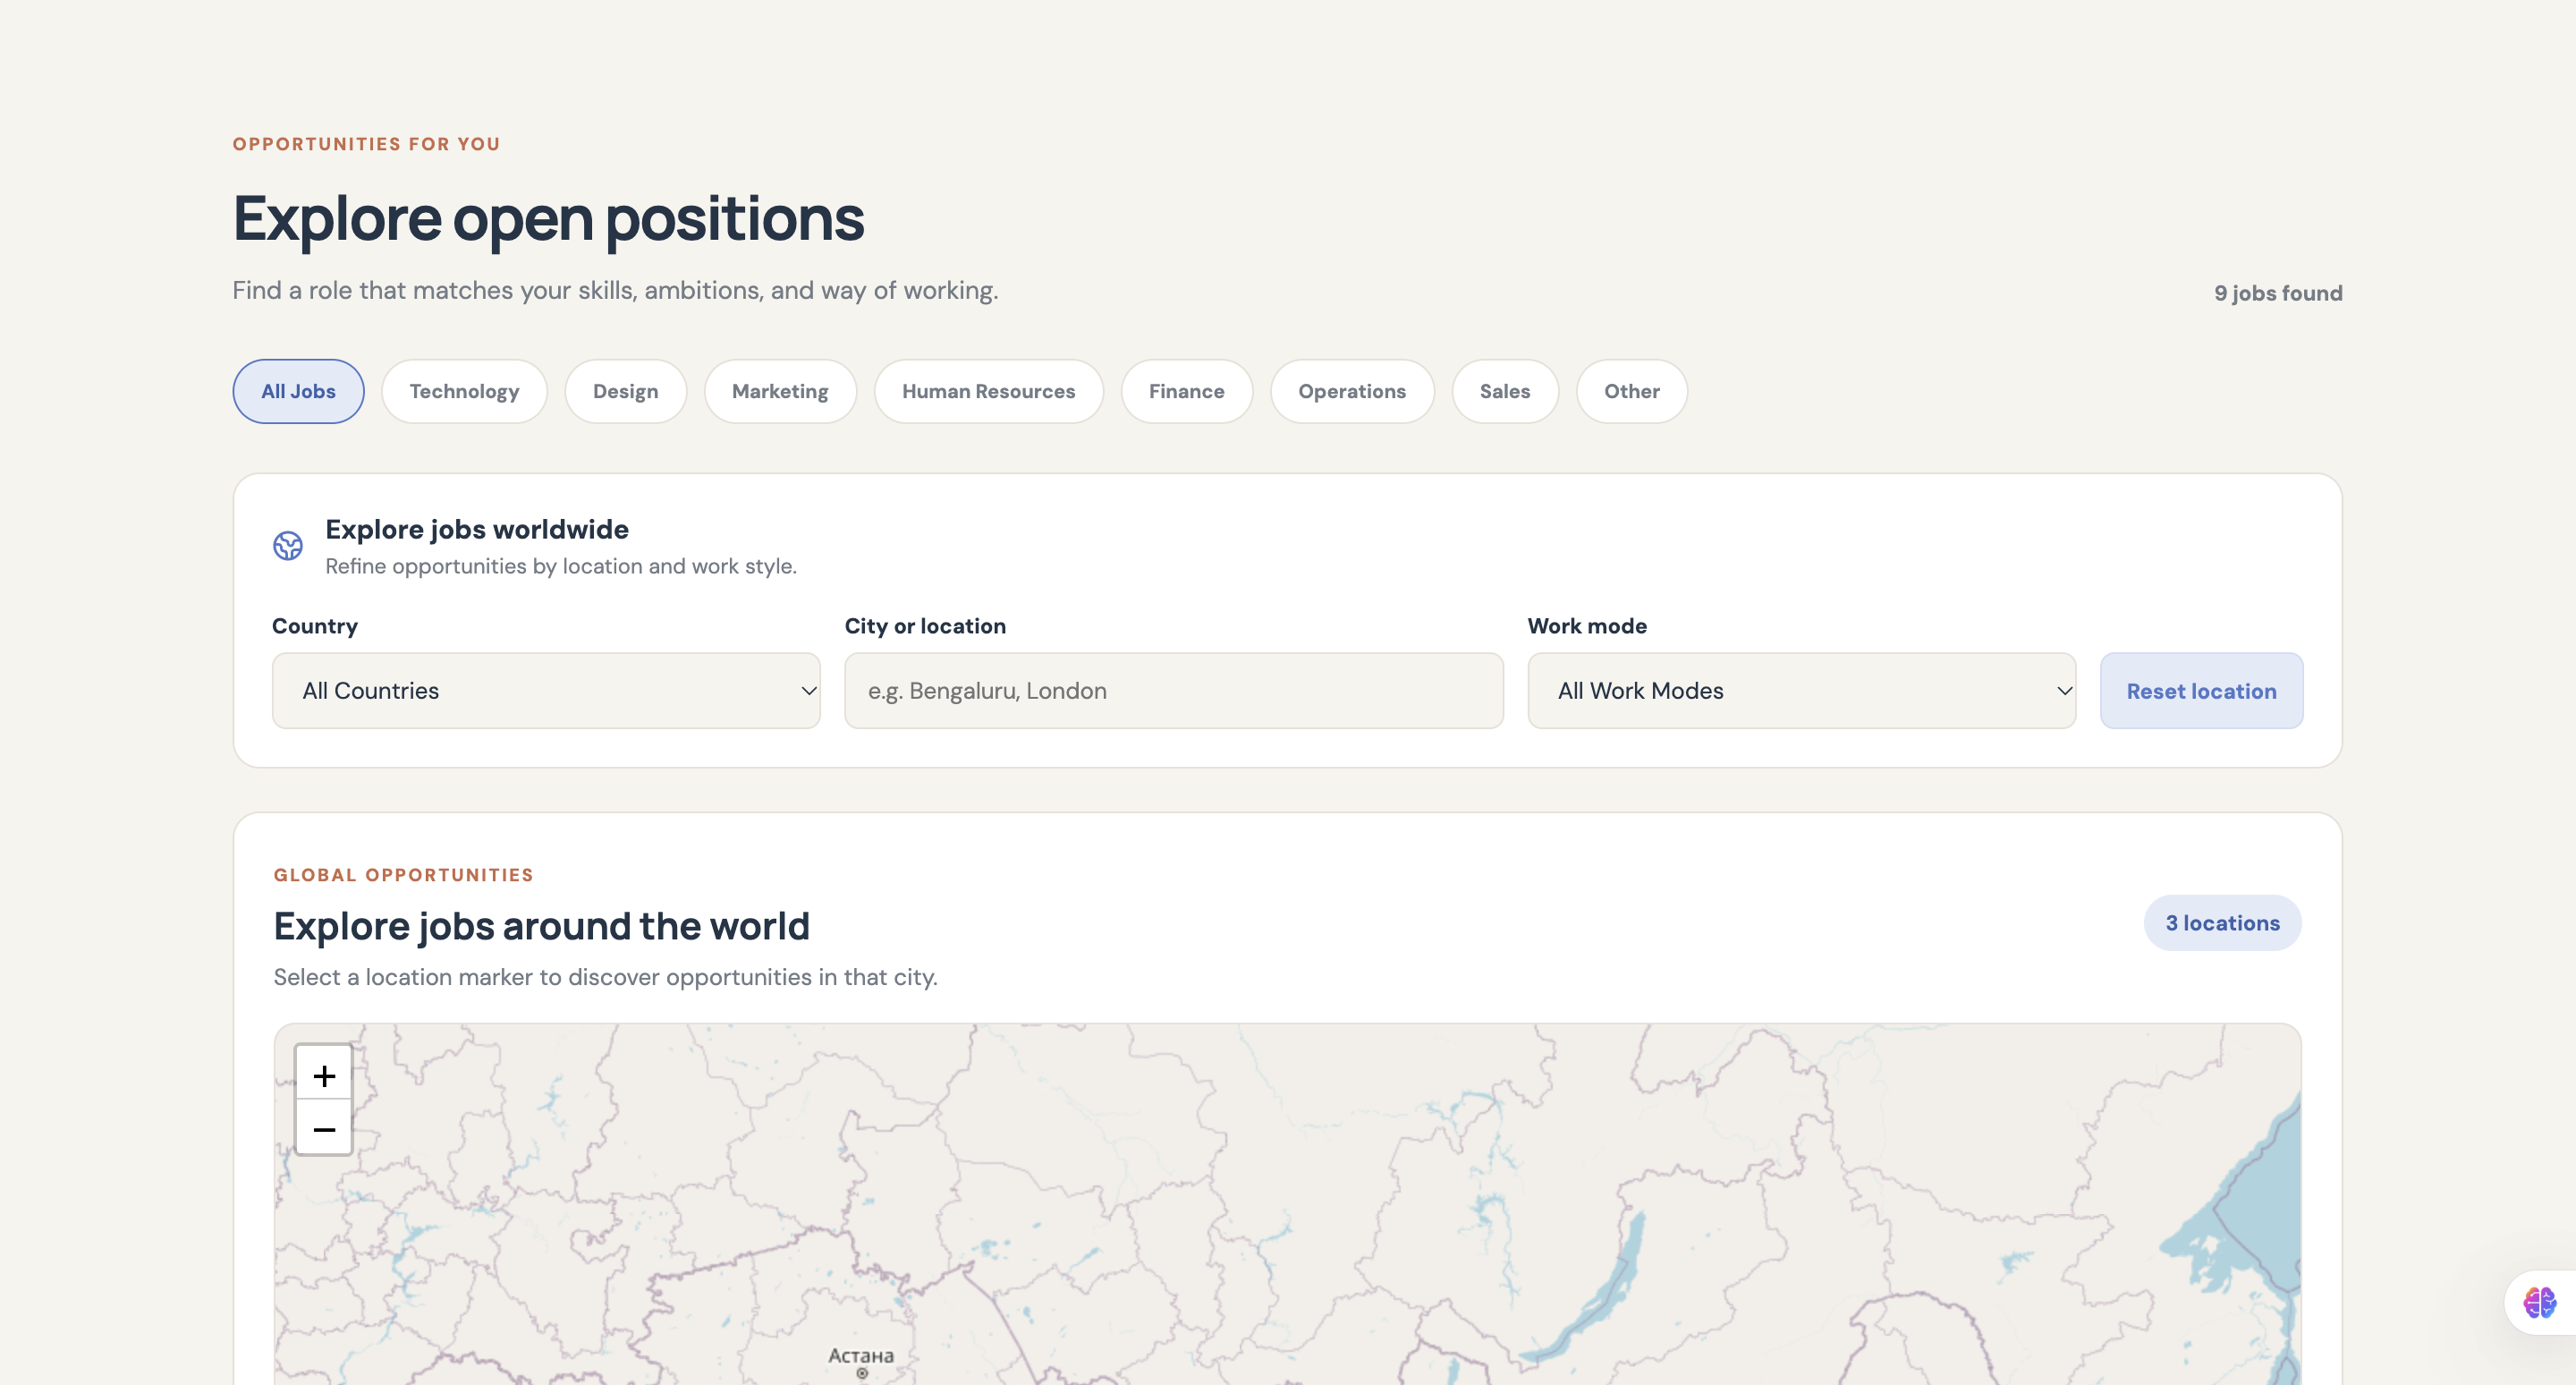 OPPORTUNITIES FOR YOU
Explore open positions
Find a role that matches your skills, ambitions, and way of working.
9 jobs found
All Jobs Technology Design Marketing Human Resources Finance Operations Sales Other
Explore jobs worldwide
Refine opportunities by location and work style.
Country City or location Work mode
All Countries e.g. Bengaluru, London All Work Modes Reset location
GLOBAL OPPORTUNITIES
Explore jobs around the world
3 locations
Select a location marker to discover opportunities in that city.
+
−
Астана